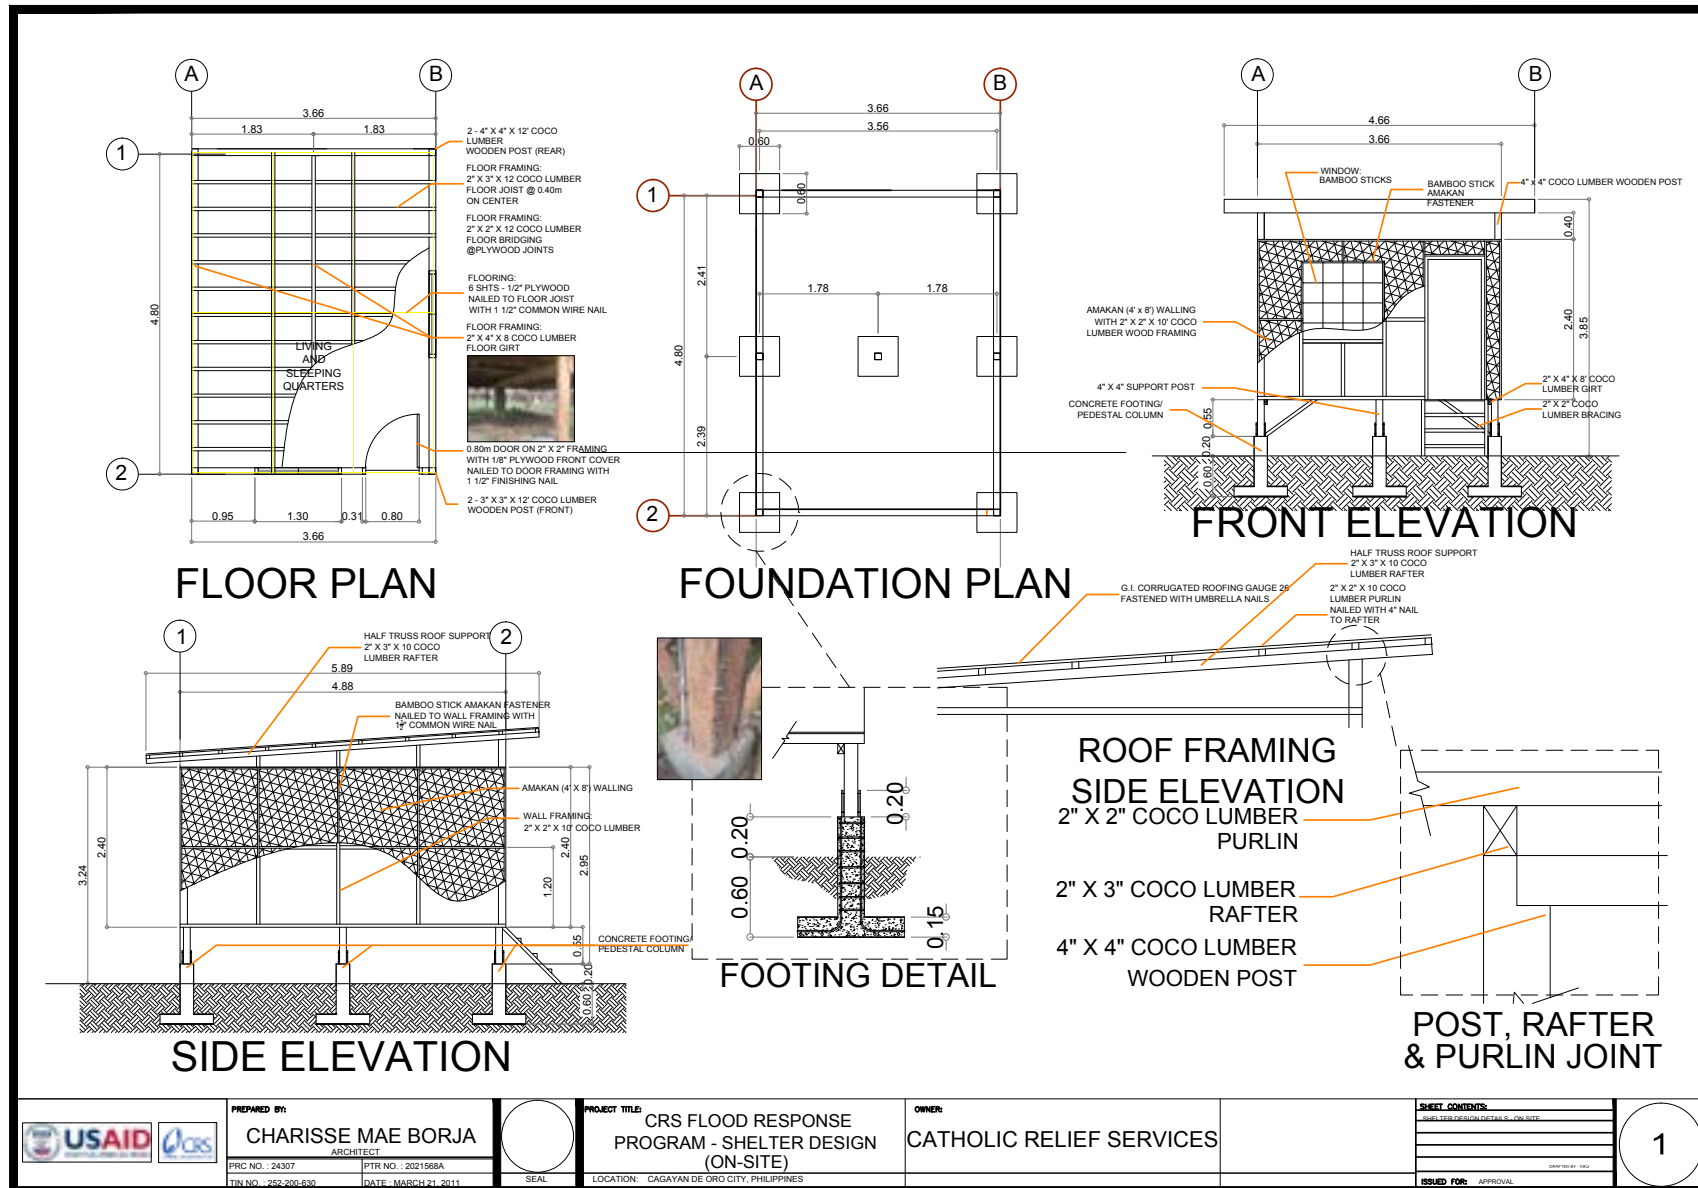 A
B
3.66
1.83
1.83
1
4.80
2
2 - 4" X 4" X 12' COCO
LUMBER
WOODEN POST (REAR)
FLOOR FRAMING:
2" X 3" X 12 COCO LUMBER
FLOOR JOIST @ 0.40m
ON CENTER
FLOOR FRAMING:
2" X 2" X 12 COCO LUMBER
FLOOR BRIDGING
@PLYWOOD JOINTS
FLOORING:
6 SHTS - 1/2" PLYWOOD
NAILED TO FLOOR JOIST
WITH 1 1/2" COMMON WIRE NAIL
FLOOR FRAMING:
2" X 4" X 8 COCO LUMBER
FLOOR GIRT
LIVING
AND
SLEEPING
QUARTERS
0.80m DOOR ON 2" X 2" FRAMING
WITH 1/8" PLYWOOD FRONT COVER
NAILED TO DOOR FRAMING WITH
1 1/2" FINISHING NAIL
2 - 3" X 3" X 12' COCO LUMBER
WOODEN POST (FRONT)
0.95
1.30
0.31
0.80
3.66
FLOOR PLAN
A
B
3.66
3.56
0.60
0.60
1
2.41
4.80
1.78
1.78
2.39
2
FOUNDATION PLAN
A
B
4.66
3.66
WINDOW:
BAMBOO STICKS
BAMBOO STICK
AMAKAN
FASTENER
4" x 4" COCO LUMBER WOODEN POST
0.40
2.40
3.85
AMAKAN (4' x 8') WALLING
WITH 2" X 2" X 10' COCO
LUMBER WOOD FRAMING
4" X 4" SUPPORT POST
CONCRETE FOOTING/
PEDESTAL COLUMN
0.55
0.20
0.60
2" X 4" X 8' COCO
LUMBER GIRT
2" X 2" COCO
LUMBER BRACING
FRONT ELEVATION
1
2
HALF TRUSS ROOF SUPPORT
2" X 3" X 10 COCO
LUMBER RAFTER
5.89
4.88
BAMBOO STICK AMAKAN FASTENER
NAILED TO WALL FRAMING WITH
1½" COMMON WIRE NAIL
AMAKAN (4' X 8') WALLING
WALL FRAMING:
2" X 2" X 10' COCO LUMBER
3.24
2.40
2.40
2.95
1.20
0.55
0.20
0.60
CONCRETE FOOTING/
PEDESTAL COLUMN
SIDE ELEVATION
0.20
0.20
0.60
0.15
FOOTING DETAIL
G.I. CORRUGATED ROOFING GAUGE 26
FASTENED WITH UMBRELLA NAILS
HALF TRUSS ROOF SUPPORT
2" X 3" X 10 COCO
LUMBER RAFTER
2" X 2" X 10 COCO
LUMBER PURLIN
NAILED WITH 4" NAIL
TO RAFTER
ROOF FRAMING
SIDE ELEVATION
2" X 2" COCO LUMBER
PURLIN
2" X 3" COCO LUMBER
RAFTER
4" X 4" COCO LUMBER
WOODEN POST
POST, RAFTER
& PURLIN JOINT
USAID
CRS
PREPARED BY:
CHARISSE MAE BORJA
ARCHITECT
PRC NO. : 24307
PTR NO. : 2021568A
TIN NO. : 252-200-630
DATE : MARCH 21, 2011
SEAL
PROJECT TITLE:
CRS FLOOD RESPONSE
PROGRAM - SHELTER DESIGN
(ON-SITE)
LOCATION: CAGAYAN DE ORO CITY, PHILIPPINES
OWNER:
CATHOLIC RELIEF SERVICES
SHEET CONTENTS:
SHELTER DESIGN DETAILS - ON SITE
DRAFTED BY :
ISSUED FOR: APPROVAL
1